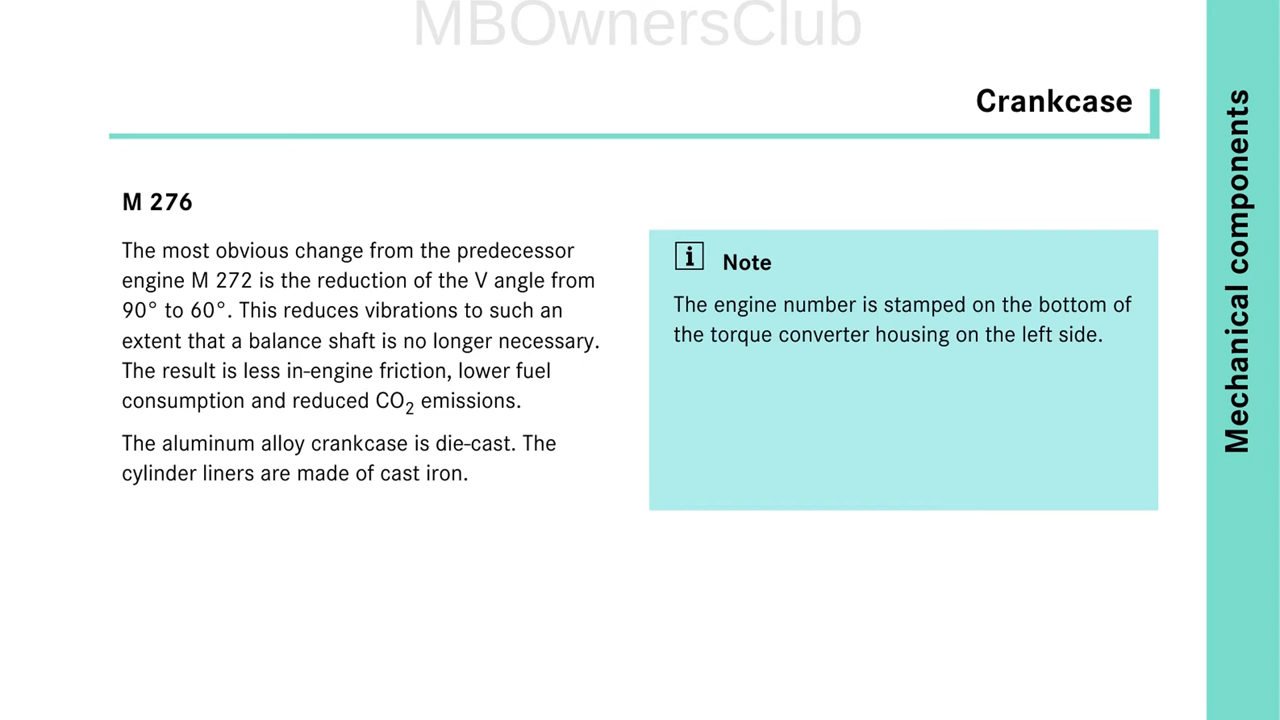 MBOwnersClub
Crankcase
M 276
The most obvious change from the predecessor
engine M 272 is the reduction of the V angle from
90° to 60°. This reduces vibrations to such an
extent that a balance shaft is no longer necessary.
The result is less in-engine friction, lower fuel
consumption and reduced CO₂ emissions.
The aluminum alloy crankcase is die-cast. The
cylinder liners are made of cast iron.
i Note
The engine number is stamped on the bottom of
the torque converter housing on the left side.
Mechanical components